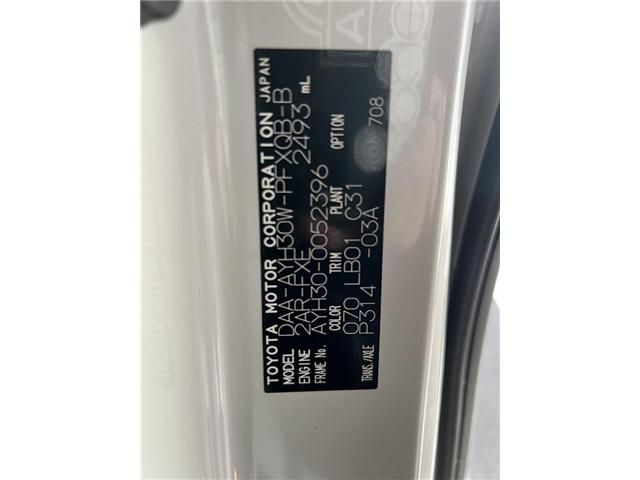 TOYOTA MOTOR CORPORATION JAPAN
MODEL DAA-AYH30W-PFXQB-B
ENGINE 2AR-FXE 2493 mL
FRAME No. AYH30-0052396
COLOR TRIM PLANT OPTION
070 LB01 C31
TRANS./AXLE P314 -03A 708